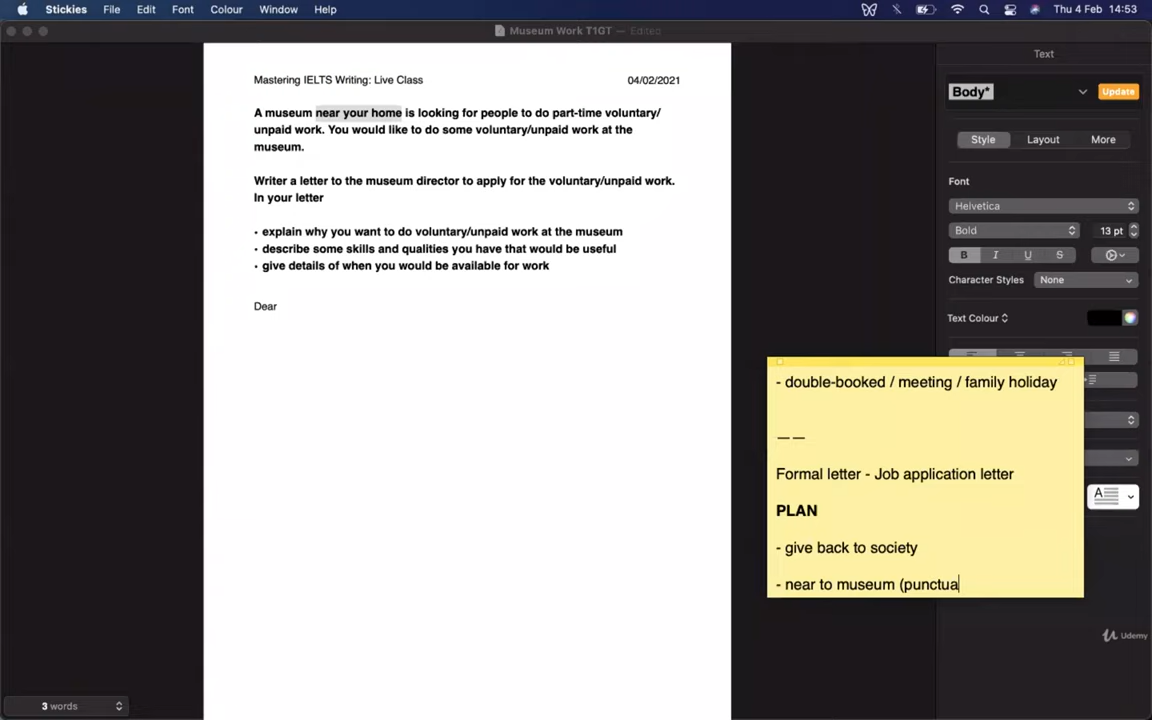 Stickies File Edit Font Colour Window Help Thu 4 Feb 14:53
Museum Work T1GT — Edited
Text
Mastering IELTS Writing: Live Class 04/02/2021
A museum near your home is looking for people to do part-time voluntary/
unpaid work. You would like to do some voluntary/unpaid work at the
museum.
Writer a letter to the museum director to apply for the voluntary/unpaid work.
In your letter
• explain why you want to do voluntary/unpaid work at the museum
• describe some skills and qualities you have that would be useful
• give details of when you would be available for work
Dear
Body* Update
Style Layout More
Font
Helvetica
Bold 13 pt
B I U S
Character Styles None
Text Colour
- double-booked / meeting / family holiday
——
Formal letter - Job application letter
PLAN
- give back to society
- near to museum (punctua
A
Udemy
3 words